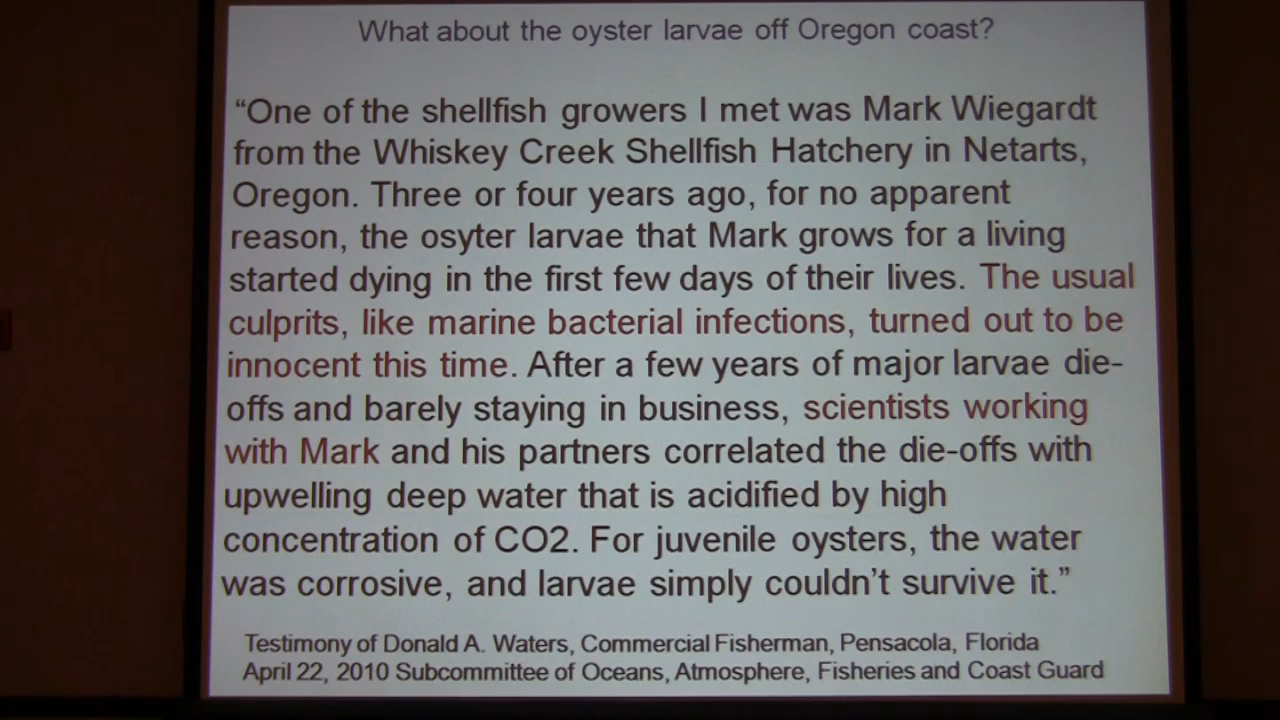 What about the oyster larvae off Oregon coast?
“One of the shellfish growers I met was Mark Wiegardt
from the Whiskey Creek Shellfish Hatchery in Netarts,
Oregon. Three or four years ago, for no apparent
reason, the osyter larvae that Mark grows for a living
started dying in the first few days of their lives. The usual
culprits, like marine bacterial infections, turned out to be
innocent this time. After a few years of major larvae die-
offs and barely staying in business, scientists working
with Mark and his partners correlated the die-offs with
upwelling deep water that is acidified by high
concentration of CO2. For juvenile oysters, the water
was corrosive, and larvae simply couldn’t survive it.”
Testimony of Donald A. Waters, Commercial Fisherman, Pensacola, Florida
April 22, 2010 Subcommittee of Oceans, Atmosphere, Fisheries and Coast Guard